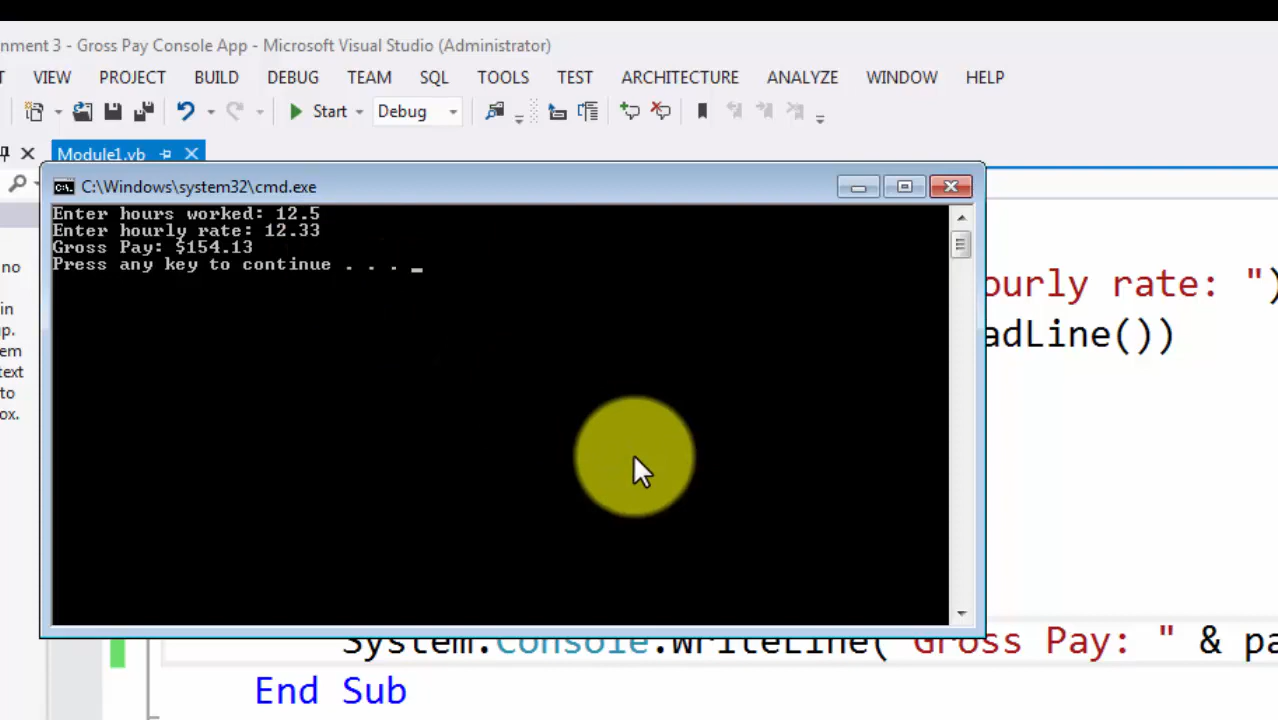 nment 3 - Gross Pay Console App - Microsoft Visual Studio (Administrator)
T VIEW PROJECT BUILD DEBUG TEAM SQL TOOLS TEST ARCHITECTURE ANALYZE WINDOW HELP
Start Debug
Module1.vb
C:\Windows\system32\cmd.exe
Enter hours worked: 12.5
Enter hourly rate: 12.33
Gross Pay: $154.13
Press any key to continue . . . _
no
in
up.
em
text
to
ox.
ourly rate: ")
adLine())
System.Console.WriteLine("Gross Pay: " & pa
End Sub